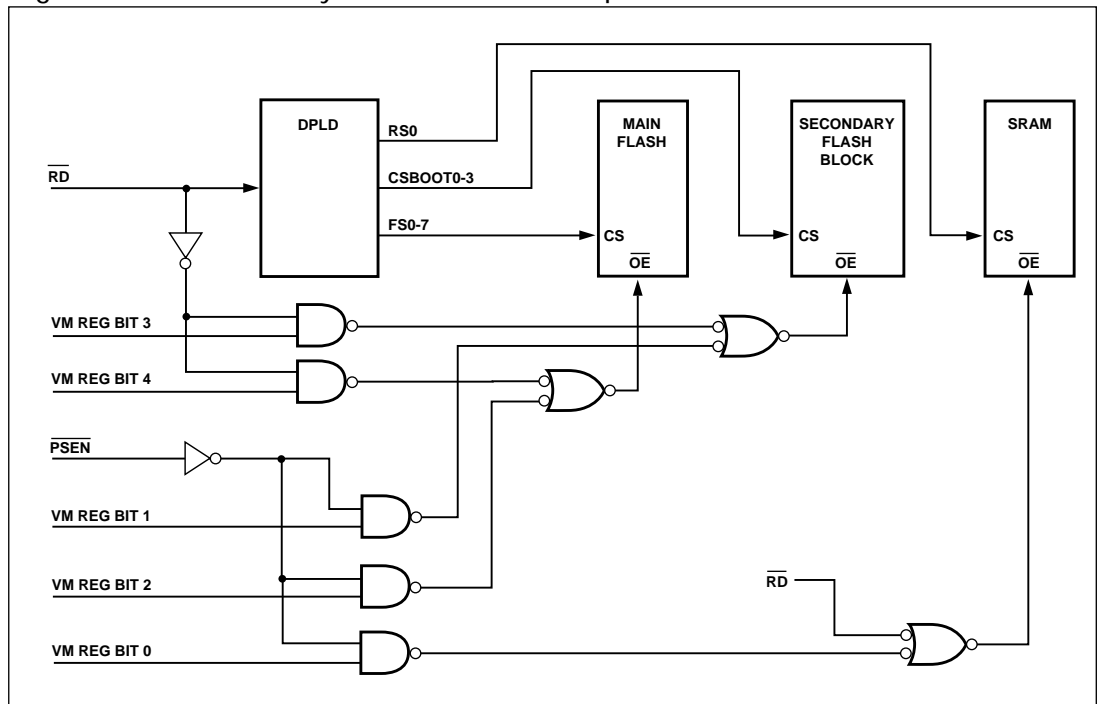 DPLD
RS0
CSBOOT0-3
FS0-7
MAIN
FLASH
CS
OE
SECONDARY
FLASH
BLOCK
CS
OE
SRAM
CS
OE
RD
VM REG BIT 3
VM REG BIT 4
PSEN
VM REG BIT 1
VM REG BIT 2
VM REG BIT 0
RD